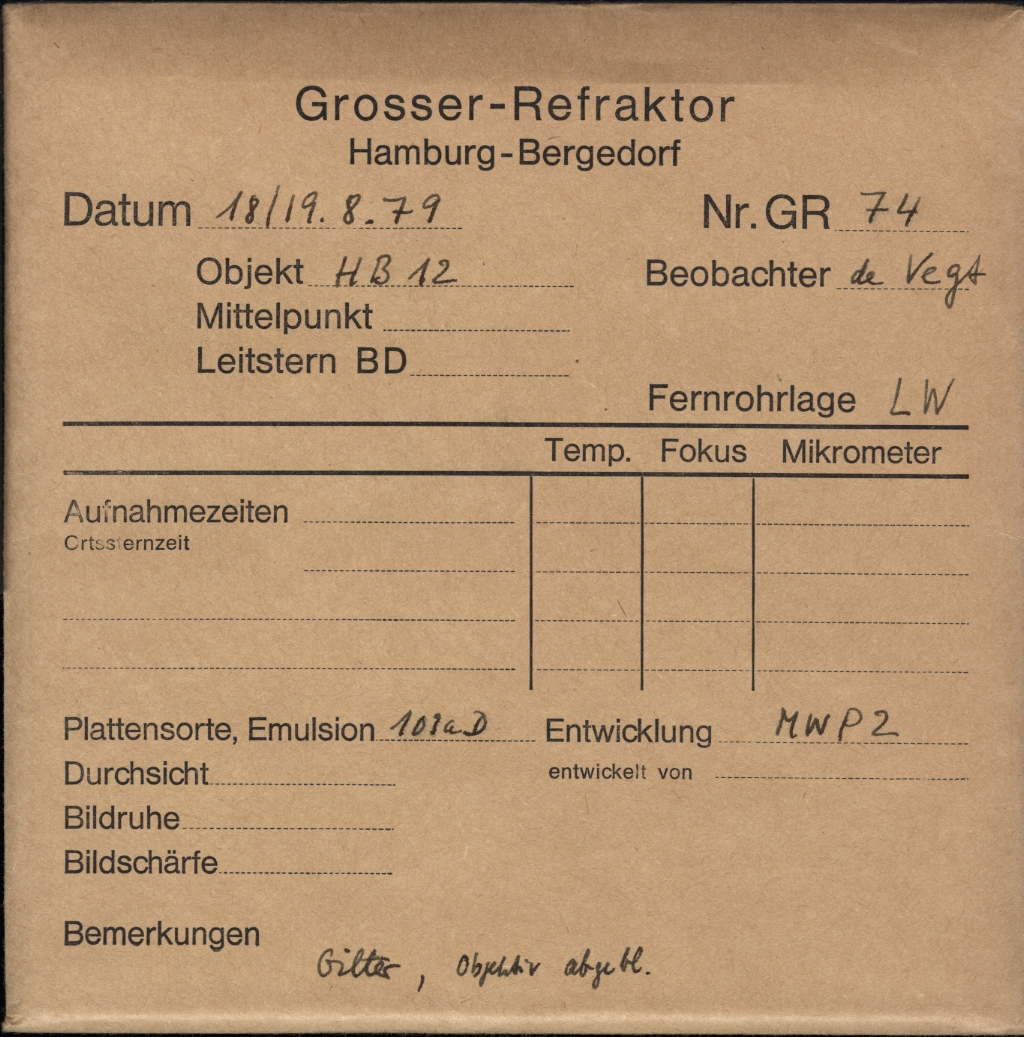 Grosser-Refraktor
Hamburg-Bergedorf
Datum 18/19.8.79 Nr. GR 74
Objekt HB 12 Beobachter de Vegt
Mittelpunkt
Leitstern BD
Fernrohrlage LW
Temp. Fokus Mikrometer
Aufnahmezeiten
Ortssternzeit
Plattensorte, Emulsion 103aD Entwicklung MWP2
Durchsicht entwickelt von
Bildruhe
Bildschärfe
Bemerkungen
Gitter, Objektiv abgebl.